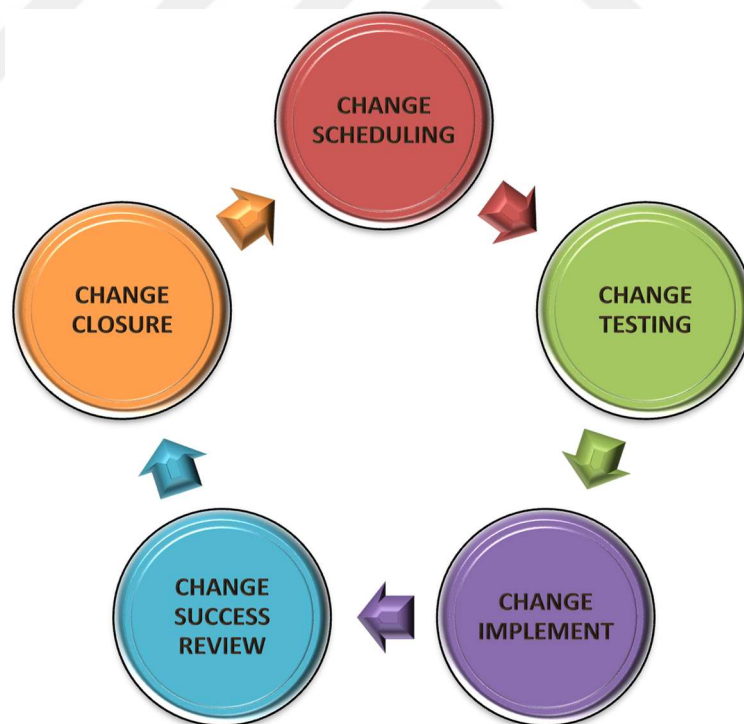 CHANGE
SCHEDULING
CHANGE
TESTING
CHANGE
IMPLEMENT
CHANGE
SUCCESS
REVIEW
CHANGE
CLOSURE